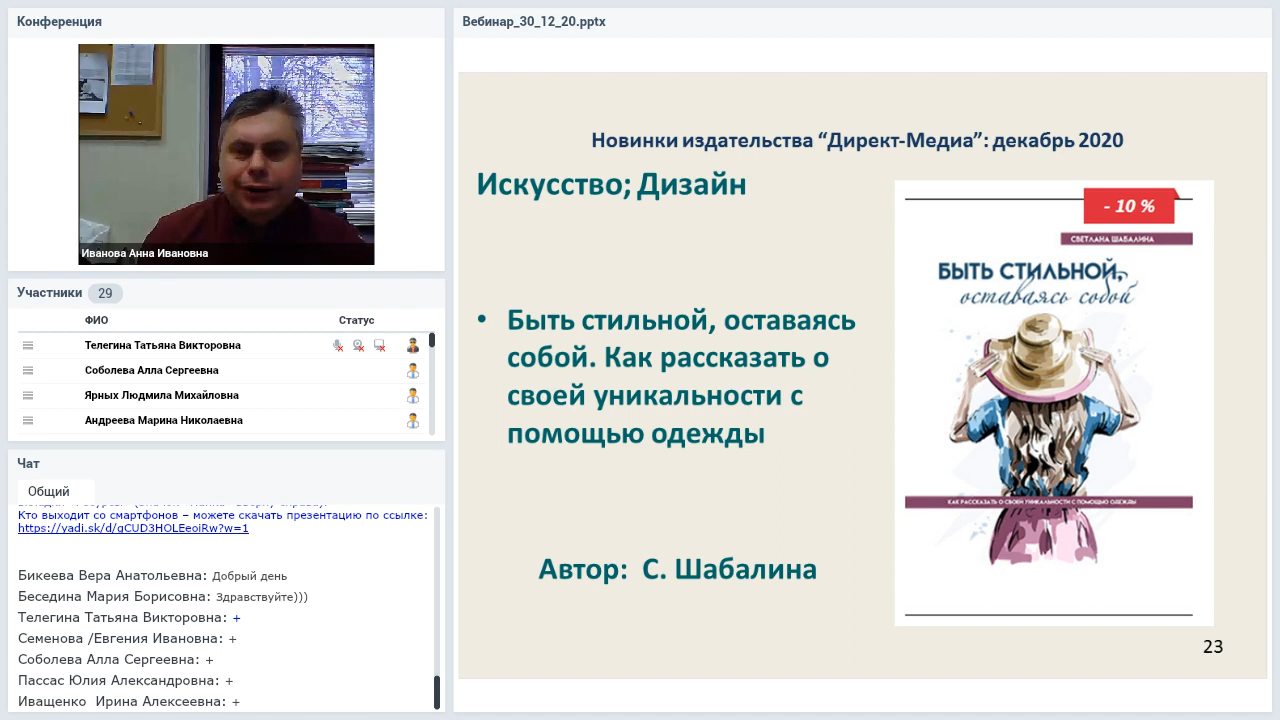 Конференция
Иванова Анна Ивановна
Участники 29
ФИО Статус
Телегина Татьяна Викторовна
Соболева Алла Сергеевна
Ярных Людмила Михайловна
Андреева Марина Николаевна
Чат
Общий
Кто выходит со смартфонов – можете скачать презентацию по ссылке:
https://yadi.sk/d/gCUD3HOLEeoiRw?w=1
Бикеева Вера Анатольевна: Добрый день
Беседина Мария Борисовна: Здравствуйте)))
Телегина Татьяна Викторовна: +
Семенова /Евгения Ивановна: +
Соболева Алла Сергеевна: +
Пассас Юлия Александровна: +
Иващенко Ирина Алексеевна: +
Вебинар_30_12_20.pptx
Новинки издательства “Директ-Медиа”: декабрь 2020
Искусство; Дизайн
• Быть стильной, оставаясь
собой. Как рассказать о
своей уникальности с
помощью одежды
Автор: С. Шабалина
- 10 %
СВЕТЛАНА ШАБАЛИНА
БЫТЬ СТИЛЬНОЙ,
оставаясь собой
КАК РАССКАЗАТЬ О СВОЕЙ УНИКАЛЬНОСТИ С ПОМОЩЬЮ ОДЕЖДЫ
23